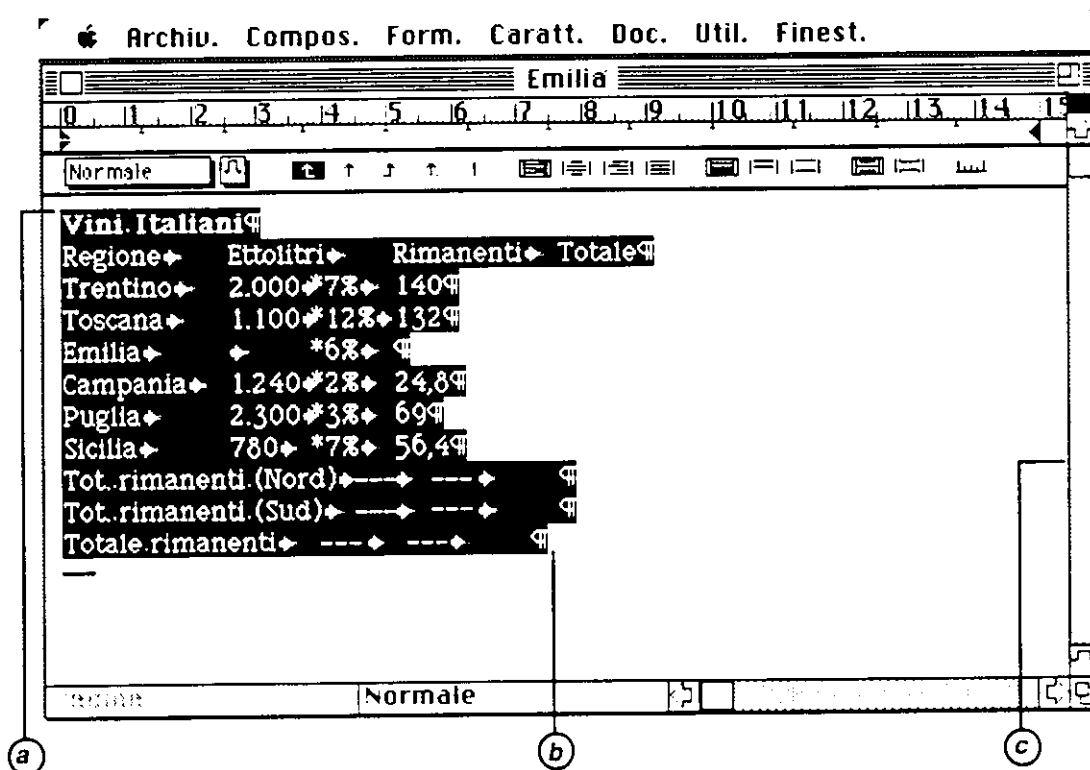 Archiv. Compos. Form. Caratt. Doc. Util. Finest.
Emilia
0 1 2 3 4 5 6 7 8 9 10 11 12 13 14 15
Normale
Vini.Italiani¶
Regione Ettolitri Rimanenti Totale¶
Trentino 2.000 *7% 140¶
Toscana 1.100 *12% 132¶
Emilia *6% ¶
Campania 1.240 *2% 24,8¶
Puglia 2.300 *3% 69¶
Sicilia 780 *7% 56,4¶
Tot..rimanenti.(Nord) --- --- ¶
Tot..rimanenti.(Sud) --- --- ¶
Totale.rimanenti --- --- ¶
Normale
a b c